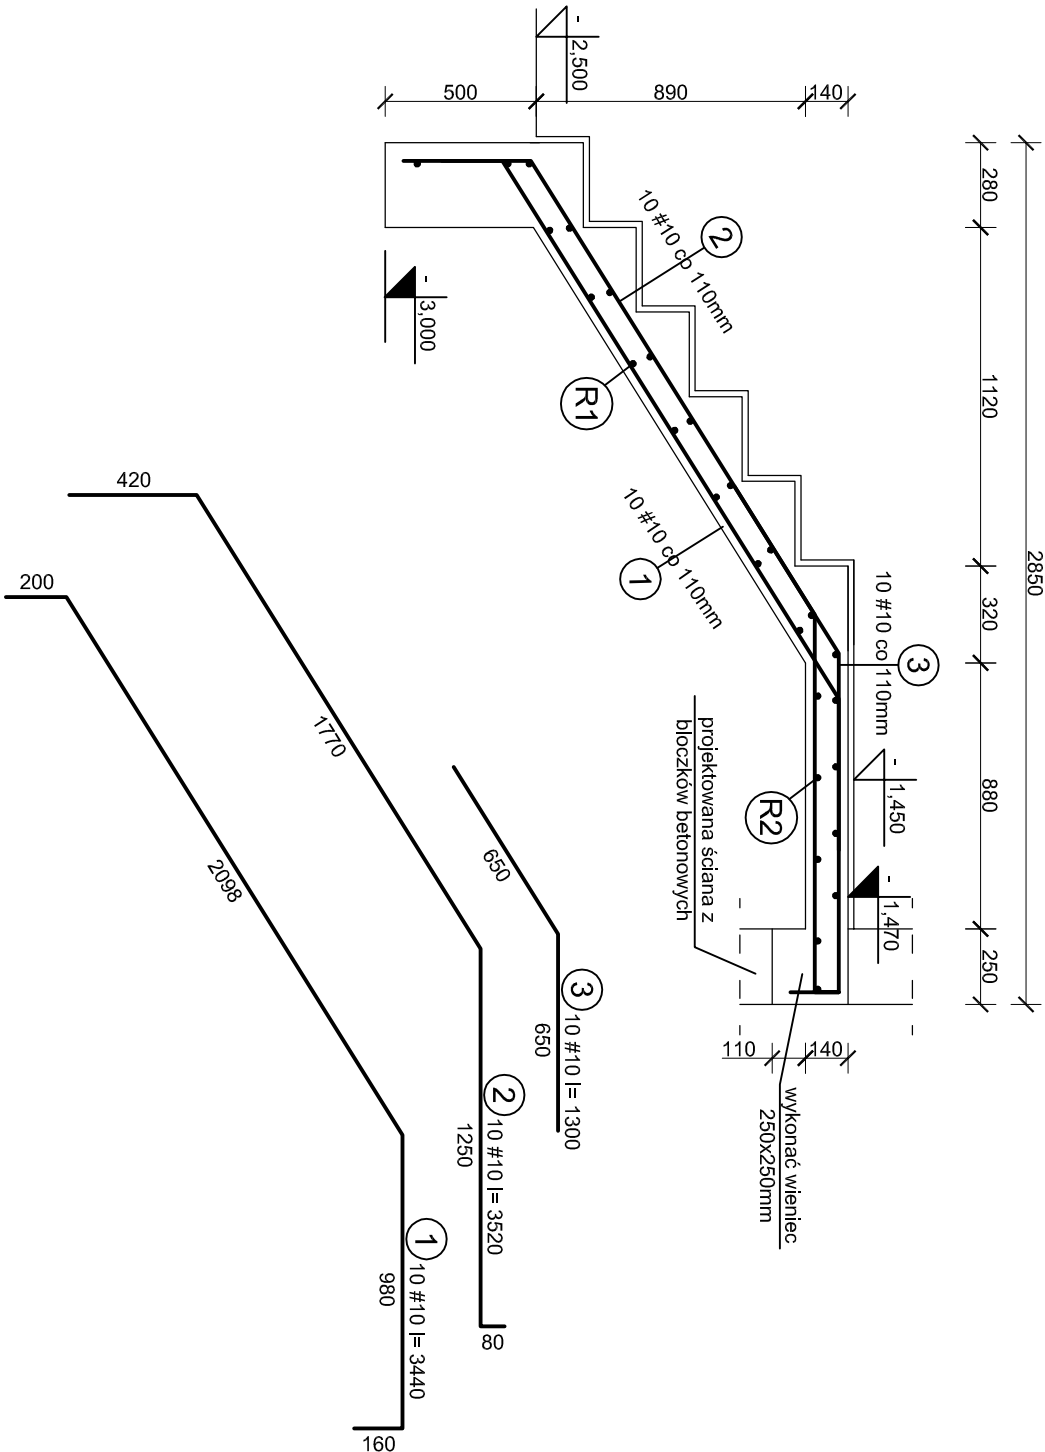 -
2,500
500
890
140
280
1120
320
880
250
2850
2
10 #10 co 110mm
-
3,000
R1
10 #10 co 110mm
1
10 #10 co 110mm
3
-
1,450
R2
-
1,470
projektowana ściana z
bloczków betonowych
110
140
wykonać wieniec
250x250mm
420
200
1770
2098
650
3
10 #10 l= 1300
650
2
10 #10 l= 3520
1250
80
1
10 #10 l= 3440
980
160